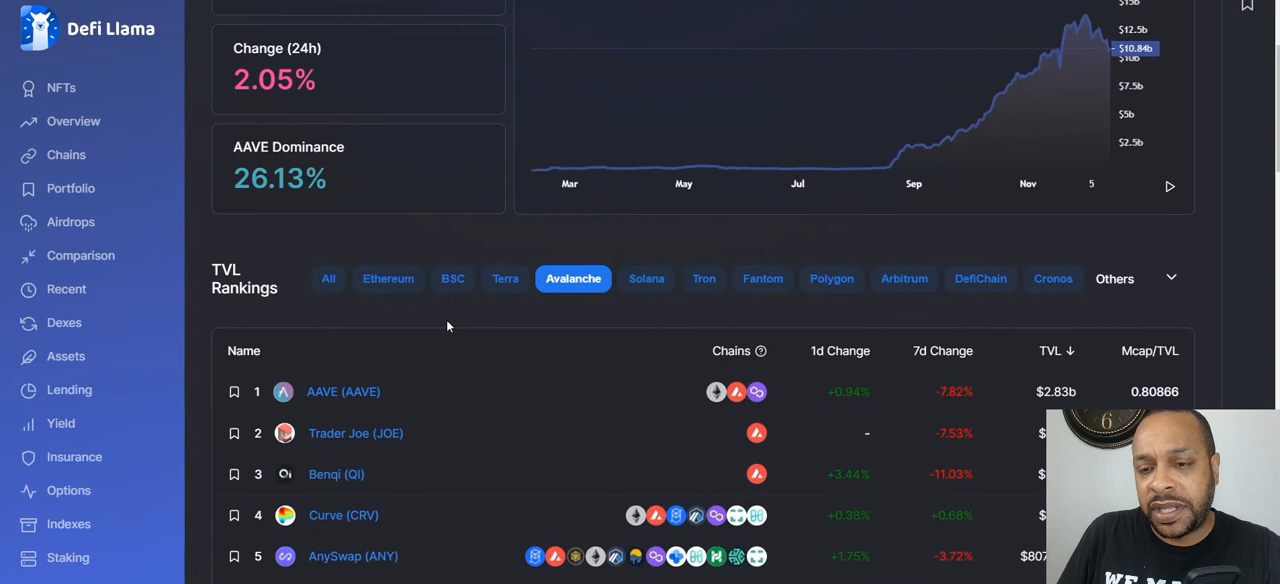 Defi Llama
NFTs
Overview
Chains
Portfolio
Airdrops
Comparison
Recent
Dexes
Assets
Lending
Yield
Insurance
Options
Indexes
Staking
Change (24h)
2.05%
AAVE Dominance
26.13%
$15b
$12.5b
$10.84b
$10b
$7.5b
$5b
$2.5b
Mar May Jul Sep Nov 5
TVL Rankings
All Ethereum BSC Terra Avalanche Solana Tron Fantom Polygon Arbitrum DefiChain Cronos Others
Name Chains ? 1d Change 7d Change TVL ↓ Mcap/TVL
1 AAVE (AAVE) +0.94% -7.82% $2.83b 0.80866
2 Trader Joe (JOE) - -7.53% $
3 Benqi (QI) +3.44% -11.03% $
4 Curve (CRV) +0.38% +0.68% $
5 AnySwap (ANY) +1.75% -3.72% $807
6
WE MA